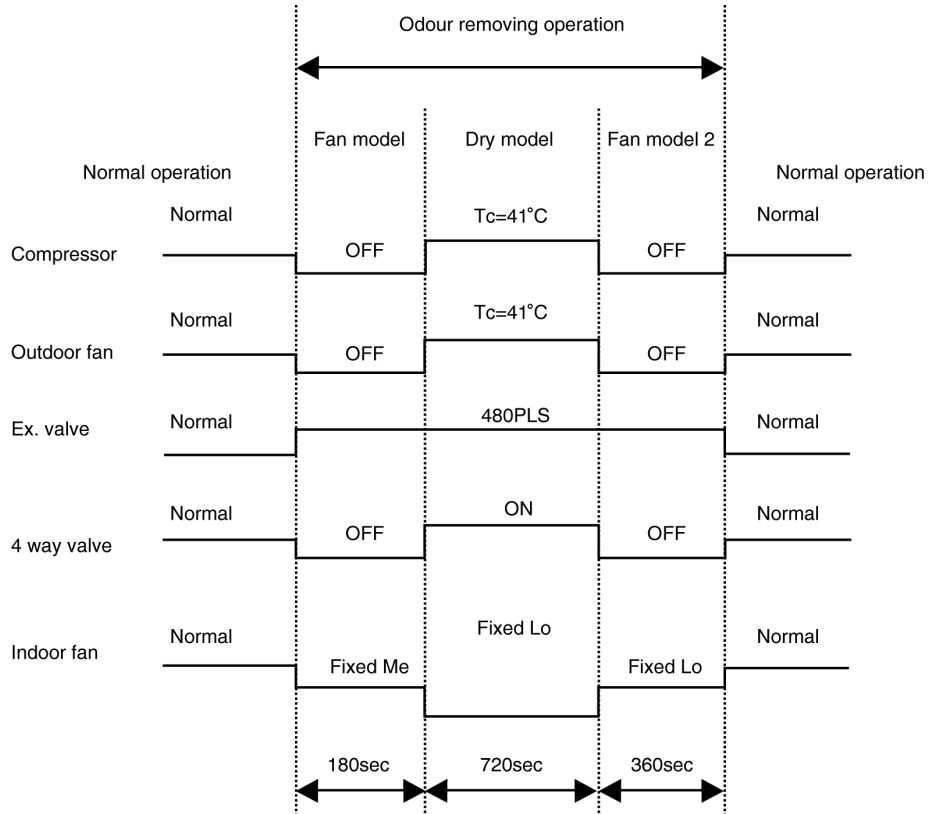 Odour removing operation
Fan model
Dry model
Fan model 2
Normal operation
Normal operation
Normal
Tc=41°C
Normal
Compressor
OFF
OFF
Normal
Tc=41°C
Normal
Outdoor fan
OFF
OFF
Ex. valve
Normal
480PLS
Normal
Normal
ON
Normal
4 way valve
OFF
OFF
Indoor fan
Normal
Fixed Lo
Normal
Fixed Me
Fixed Lo
180sec
720sec
360sec